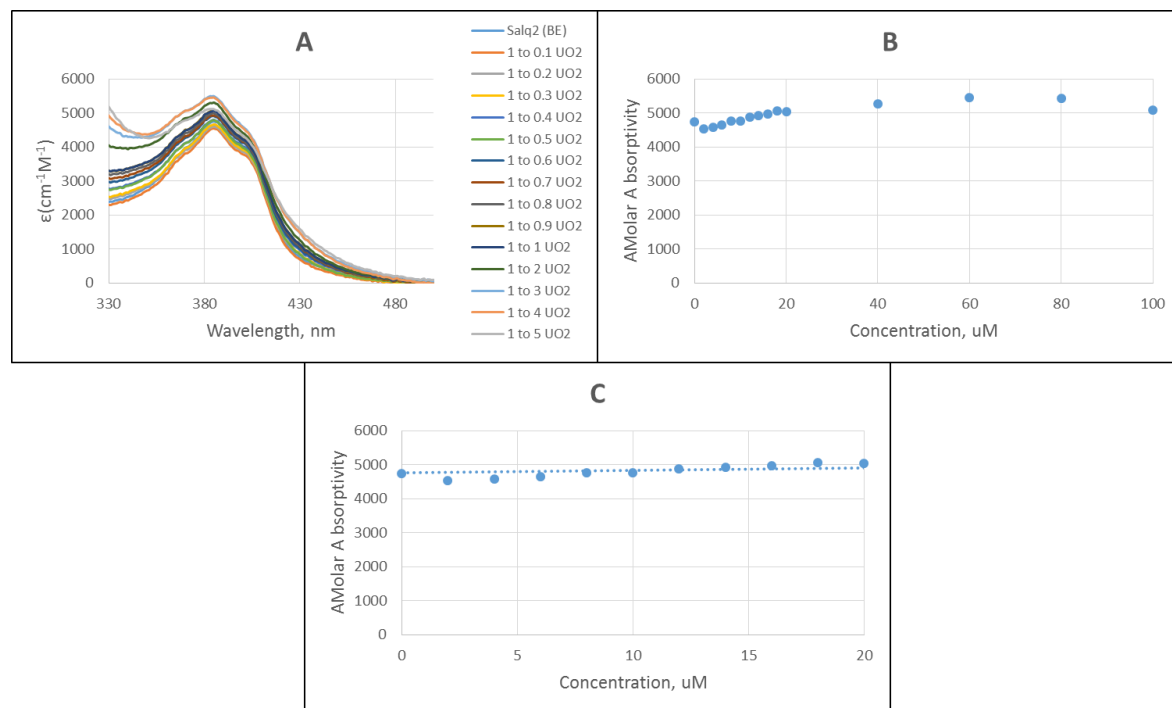 A
6000
5000
4000
3000
2000
1000
0
ε(cm⁻¹M⁻¹)
330
380
430
480
Wavelength, nm
Salq2 (BE)
1 to 0.1 UO2
1 to 0.2 UO2
1 to 0.3 UO2
1 to 0.4 UO2
1 to 0.5 UO2
1 to 0.6 UO2
1 to 0.7 UO2
1 to 0.8 UO2
1 to 0.9 UO2
1 to 1 UO2
1 to 2 UO2
1 to 3 UO2
1 to 4 UO2
1 to 5 UO2
B
6000
5000
4000
3000
2000
1000
0
AMolar A bsorptivity
0
20
40
60
80
100
Concentration, uM
C
6000
5000
4000
3000
2000
1000
0
AMolar A bsorptivity
0
5
10
15
20
Concentration, uM